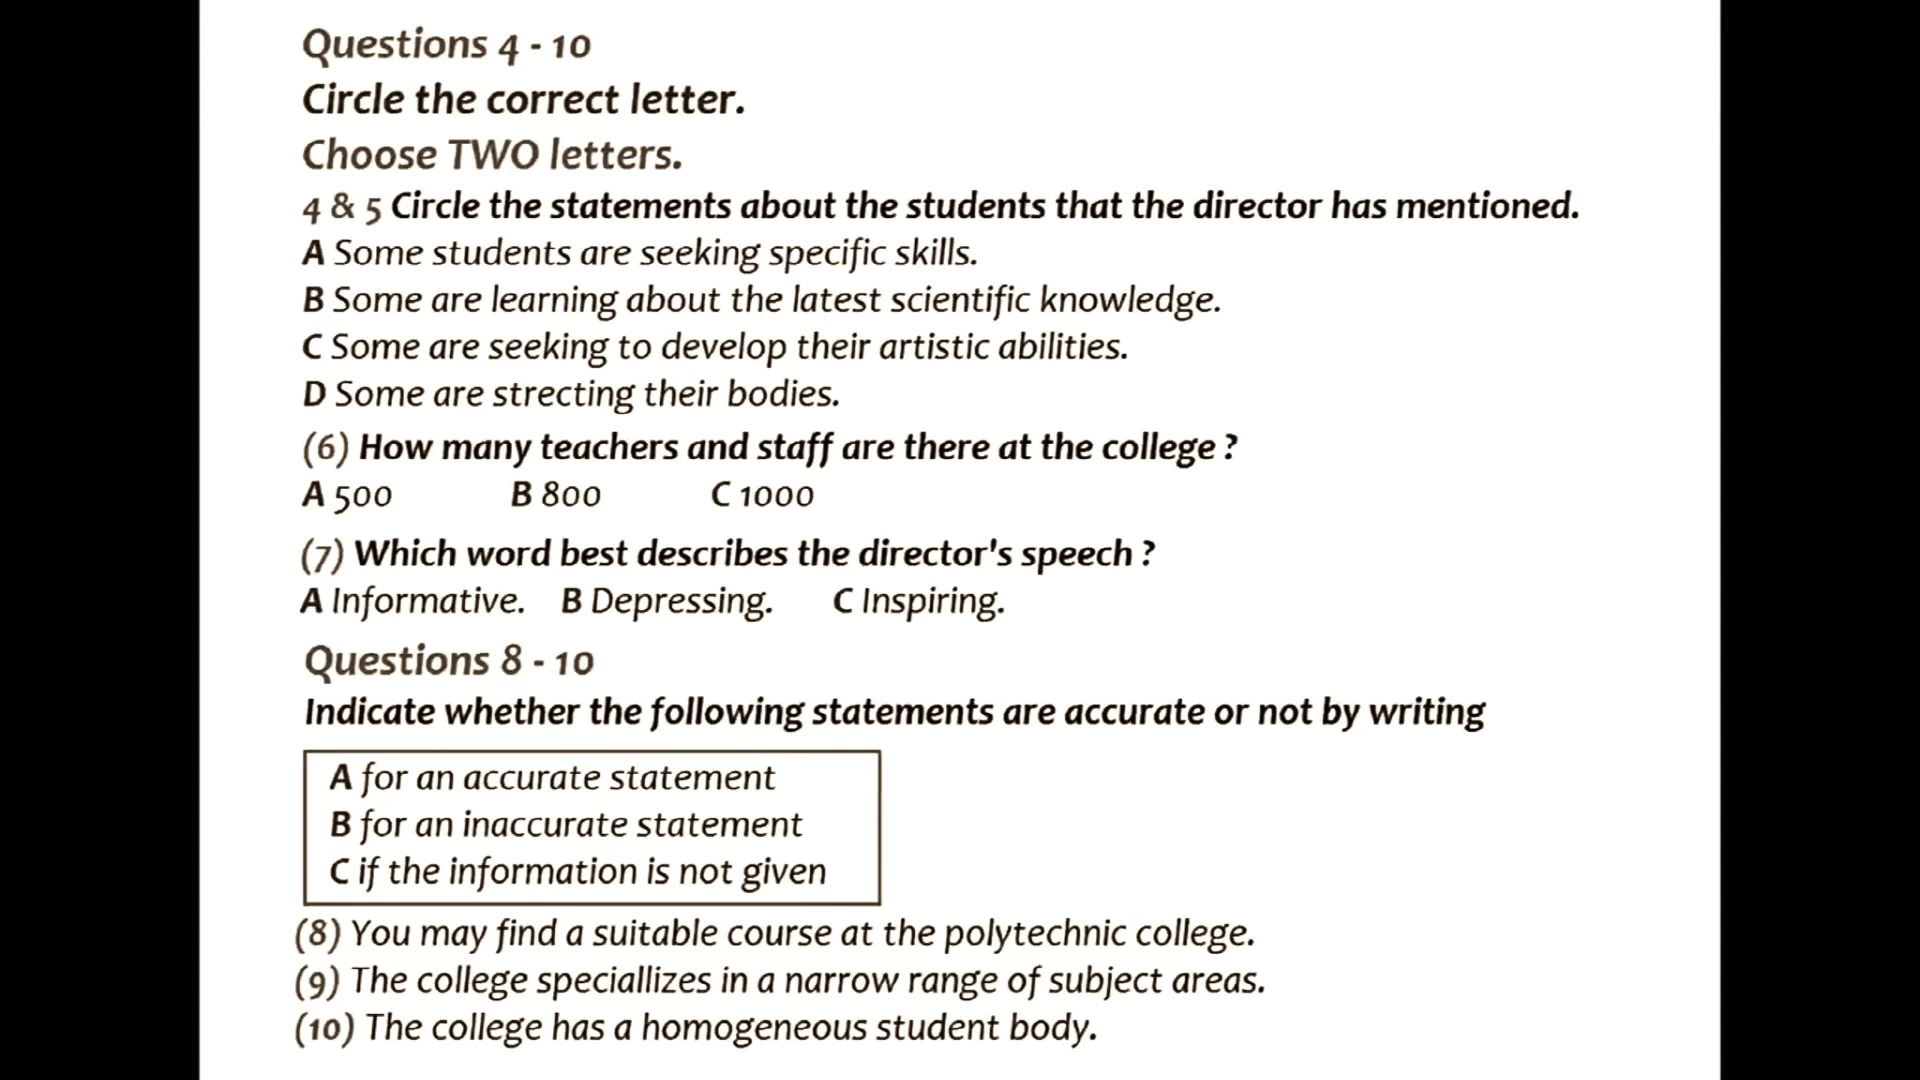 Questions 4 - 10
Circle the correct letter.
Choose TWO letters.
4 & 5 Circle the statements about the students that the director has mentioned.
A Some students are seeking specific skills.
B Some are learning about the latest scientific knowledge.
C Some are seeking to develop their artistic abilities.
D Some are strecting their bodies.
(6) How many teachers and staff are there at the college ?
A 500 B 800 C 1000
(7) Which word best describes the director's speech ?
A Informative. B Depressing. C Inspiring.
Questions 8 - 10
Indicate whether the following statements are accurate or not by writing
A for an accurate statement
B for an inaccurate statement
C if the information is not given
(8) You may find a suitable course at the polytechnic college.
(9) The college speciallizes in a narrow range of subject areas.
(10) The college has a homogeneous student body.